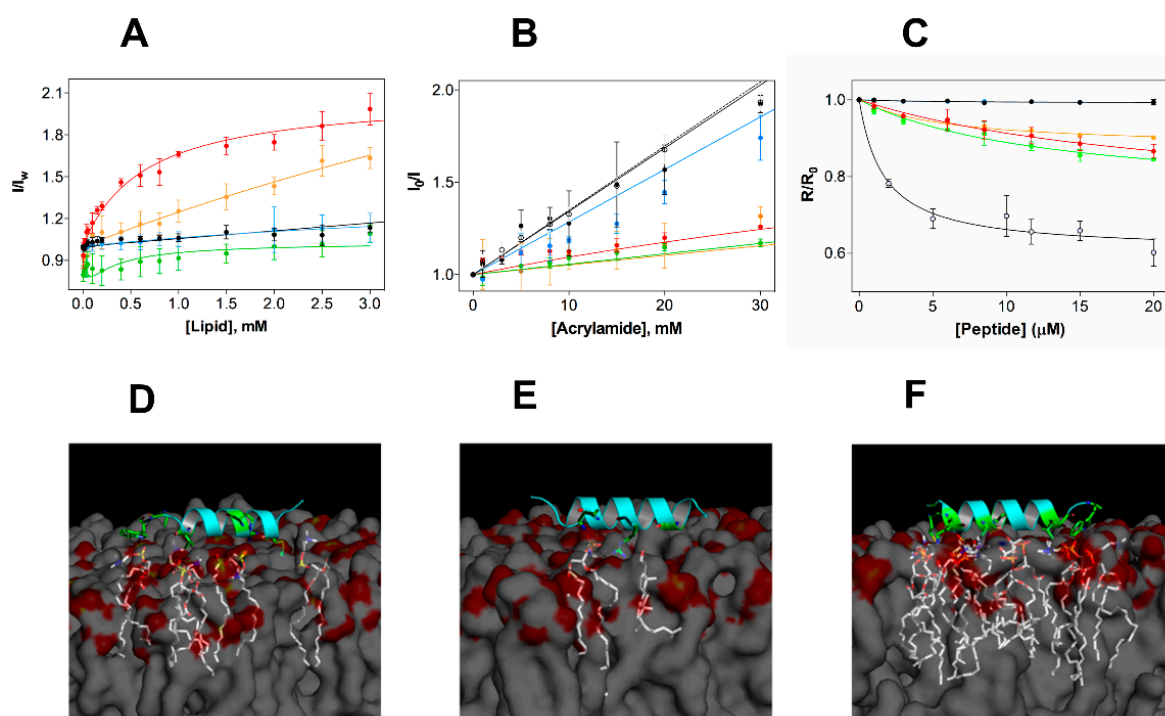 A
B
C
2.1
1.8
1.5
1.2
0.9
I/Iw
0.0 0.5 1.0 1.5 2.0 2.5 3.0
[Lipid], mM
2.0
1.5
1.0
I0/I
0 10 20 30
[Acrylamide], mM
1.0
0.8
0.6
R/R0
0 5 10 15 20
[Peptide] (μM)
D
E
F